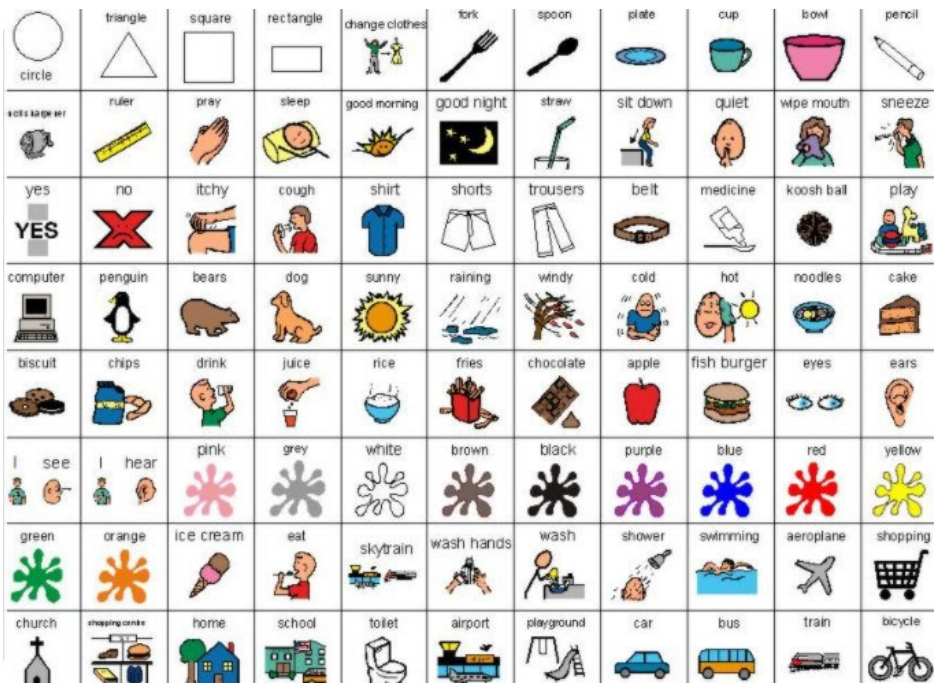 circle triangle square rectangle change clothes fork spoon plate cup bowl pencil
ruler pray sleep good morning good night straw sit down quiet wipe mouth sneeze
yes no itchy cough shirt shorts trousers belt medicine koosh ball play
YES
computer penguin bears dog sunny raining windy cold hot noodles cake
biscuit chips drink juice rice fries chocolate apple fish burger eyes ears
I see I hear pink grey white brown black purple blue red yellow
green orange ice cream eat skytrain wash hands wash shower swimming aeroplane shopping
church shopping centre home school toilet airport playground car bus train bicycle